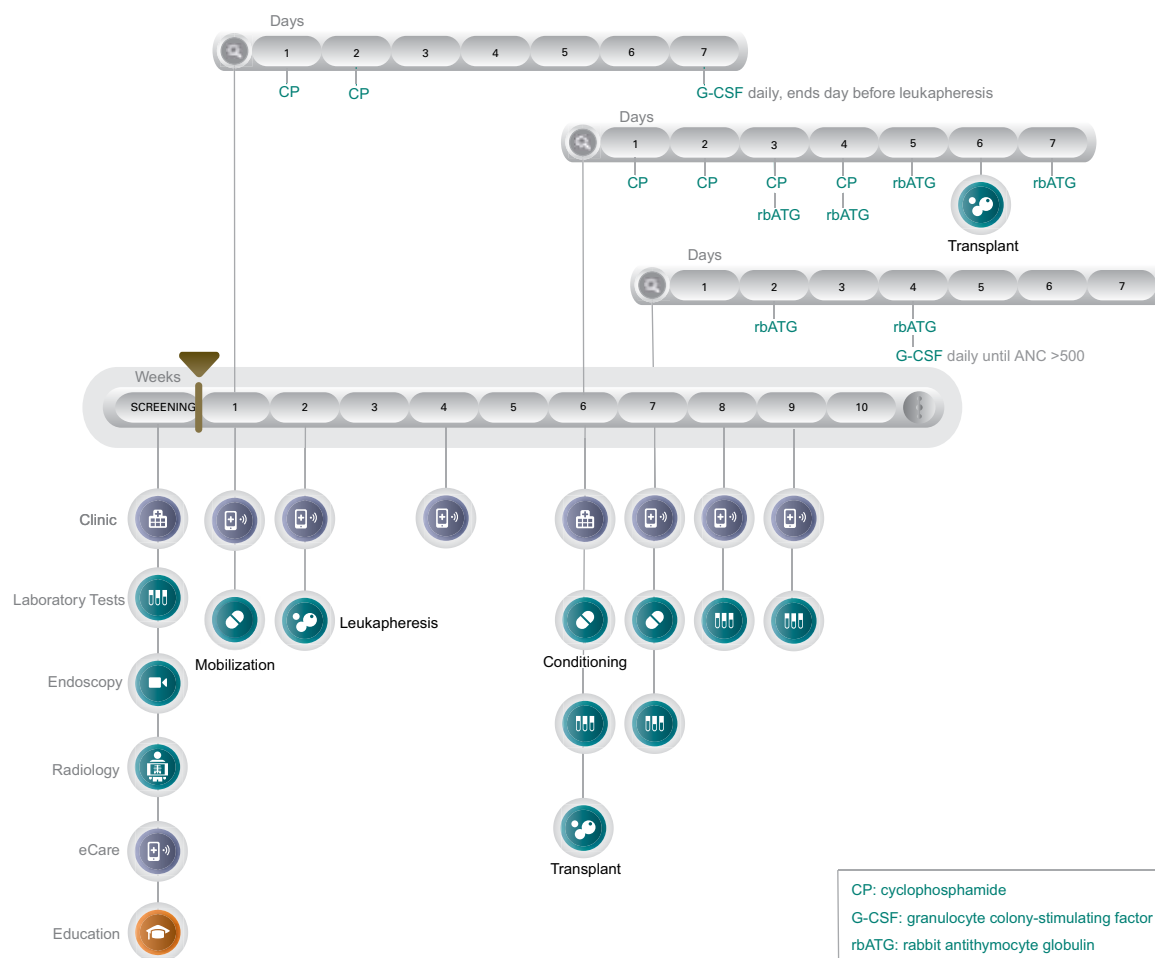 Days
1 2 3 4 5 6 7
CP CP
G-CSF daily, ends day before leukapheresis
Days
1 2 3 4 5 6 7
CP CP CP CP rbATG rbATG
rbATG rbATG
Transplant
Days
1 2 3 4 5 6 7
rbATG rbATG
G-CSF daily until ANC >500
Weeks
SCREENING 1 2 3 4 5 6 7 8 9 10
Clinic
Laboratory Tests
Leukapheresis
Mobilization
Conditioning
Endoscopy
Radiology
eCare
Transplant
Education
CP: cyclophosphamide
G-CSF: granulocyte colony-stimulating factor
rbATG: rabbit antithymocyte globulin